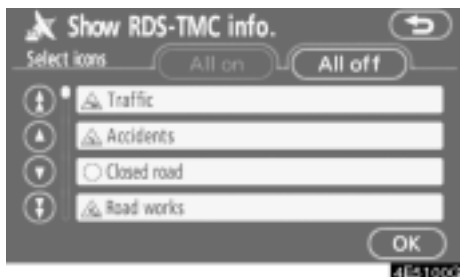 Show RDS-TMC info.
Select icons
All on
All off
Traffic
Accidents
Closed road
Road works
OK